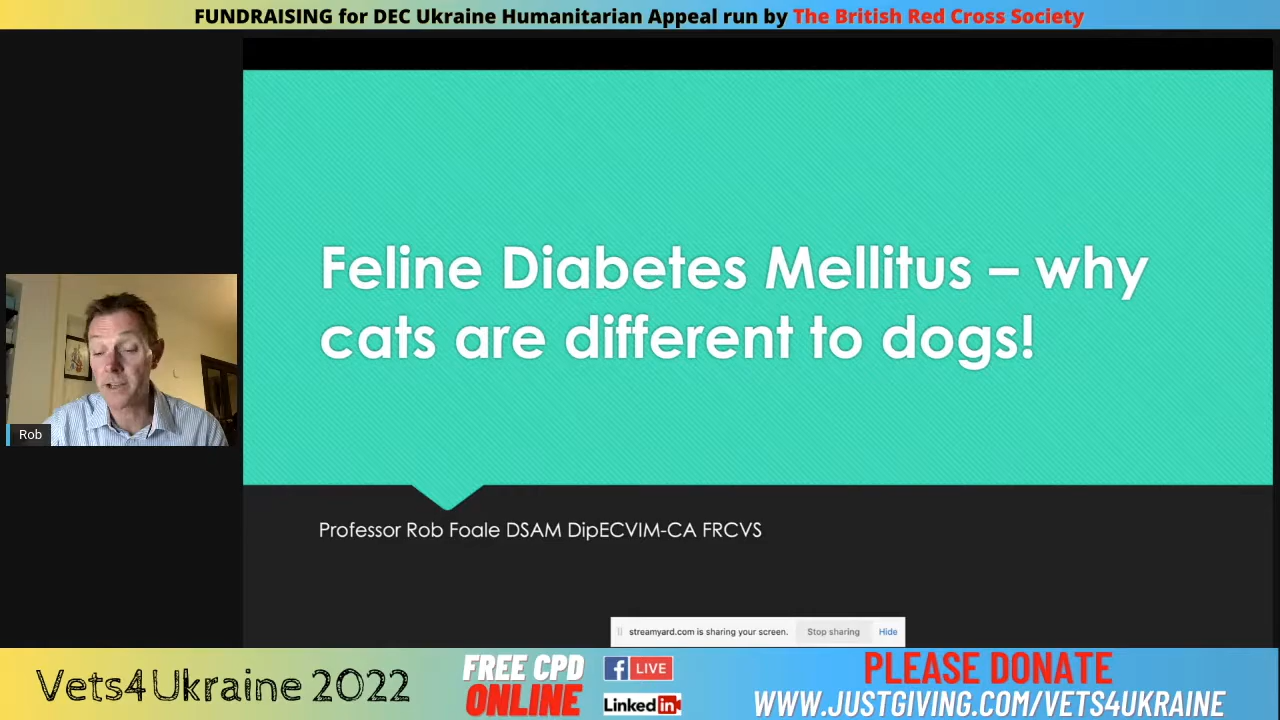 FUNDRAISING for DEC Ukraine Humanitarian Appeal run by The British Red Cross Society
Feline Diabetes Mellitus – why
cats are different to dogs!
Rob
Professor Rob Foale DSAM DipECVIM-CA FRCVS
streamyard.com is sharing your screen. Stop sharing Hide
Vets4Ukraine 2022
FREE CPD
ONLINE
f LIVE
Linkedin
PLEASE DONATE
WWW.JUSTGIVING.COM/VETS4UKRAINE